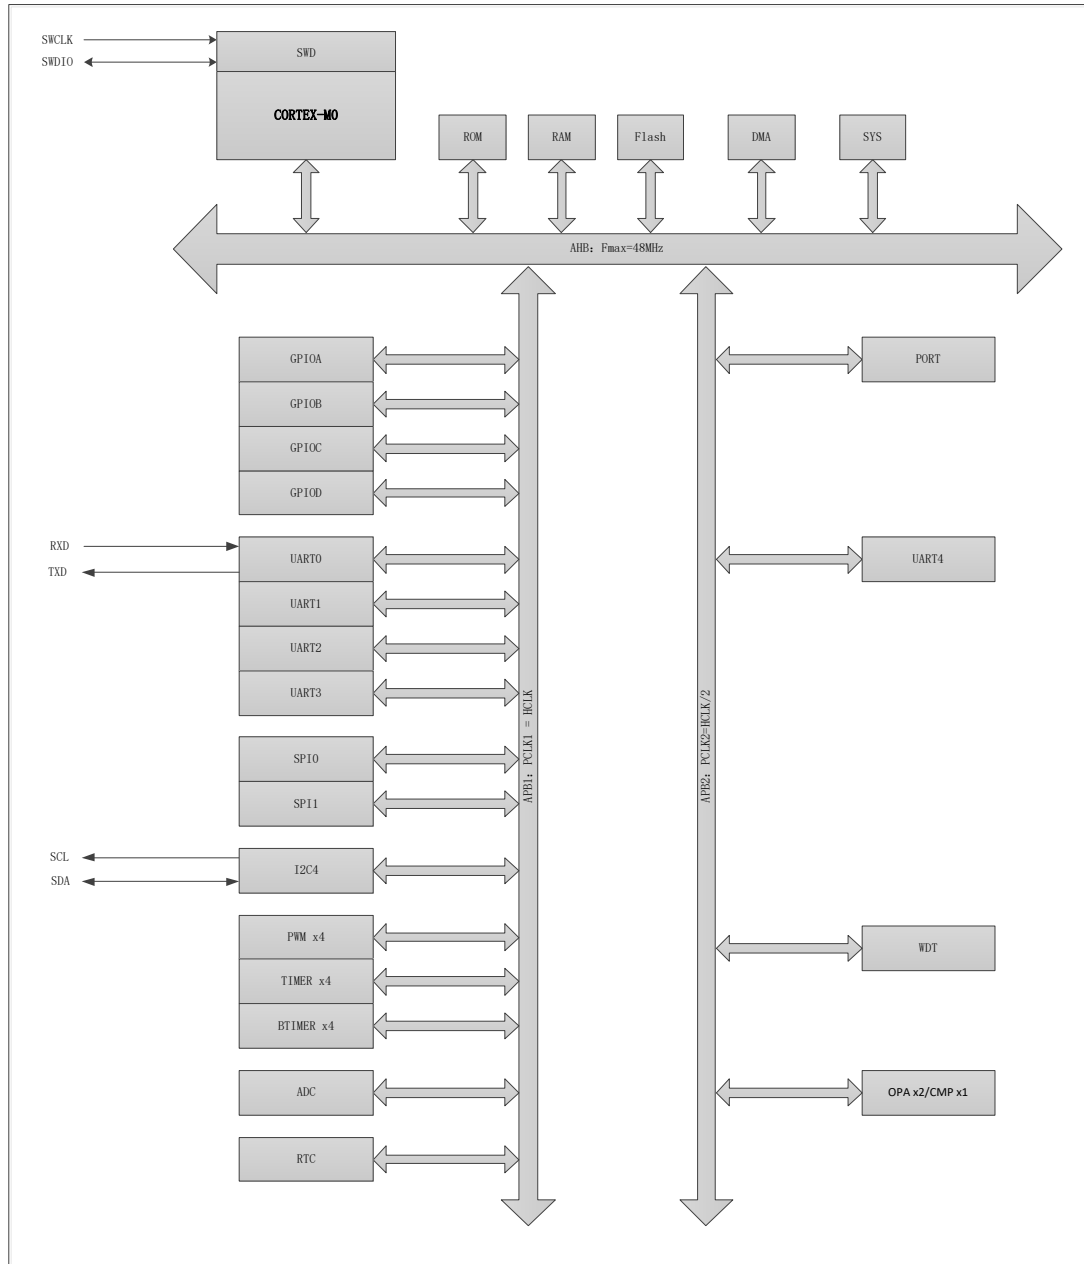 SWCLK
SWDIO
SWD
CORTEX-M0
ROM
RAM
Flash
DMA
SYS
AHB: Fmax=48MHz
GPIOA
GPIOB
GPIOC
GPIOD
PORT
RXD
TXD
UART0
UART1
UART2
UART3
UART4
APB1: PCLK1 = HCLK
APB2: PCLK2=HCLK/2
SPI0
SPI1
SCL
SDA
I2C4
PWM x4
TIMER x4
BTIMER x4
WDT
ADC
OPA x2/CMP x1
RTC